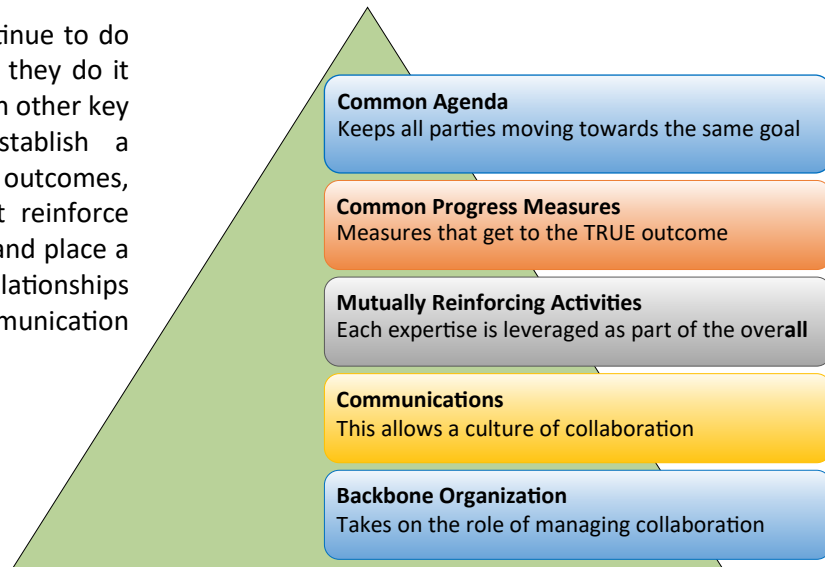 tinue to do
they do it
other key
stablish a
outcomes,
reinforce
and place a
lationships
munication
Common Agenda
Keeps all parties moving towards the same goal
Common Progress Measures
Measures that get to the TRUE outcome
Mutually Reinforcing Activities
Each expertise is leveraged as part of the overall
Communications
This allows a culture of collaboration
Backbone Organization
Takes on the role of managing collaboration